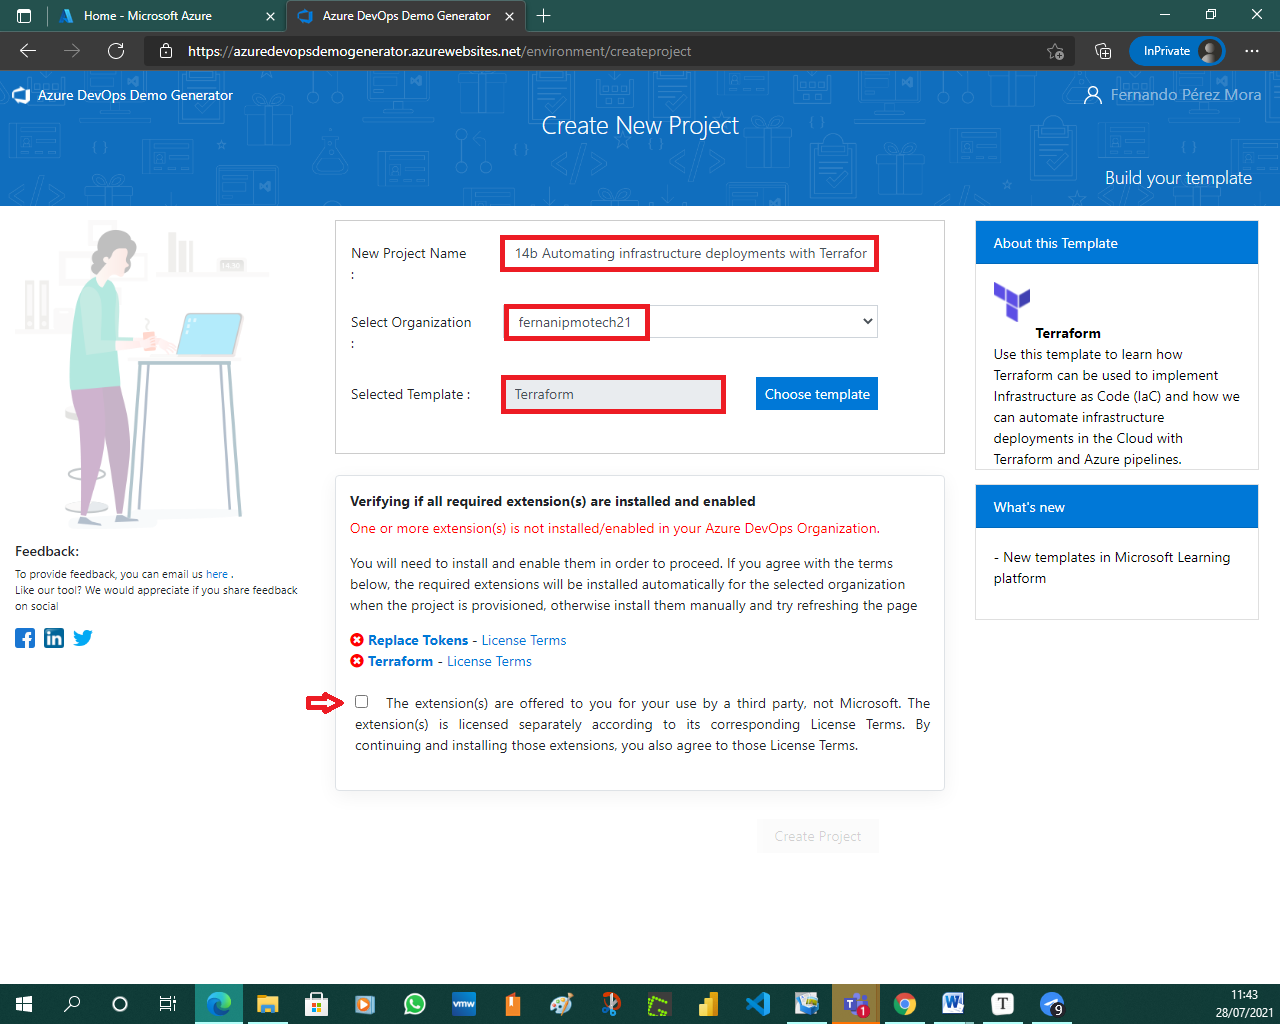 Home - Microsoft Azure
Azure DevOps Demo Generator
https://azuredevopsdemogenerator.azurewebsites.net/environment/createproject
InPrivate
Azure DevOps Demo Generator
Fernando Pérez Mora
Create New Project
Build your template
New Project Name :
14b Automating infrastructure deployments with Terrafor
Select Organization :
fernanipmotech21
Selected Template :
Terraform
Choose template
About this Template
Terraform
Use this template to learn how
Terraform can be used to implement
Infrastructure as Code (IaC) and how we
can automate infrastructure
deployments in the Cloud with
Terraform and Azure pipelines.
What's new
- New templates in Microsoft Learning
platform
Feedback:
To provide feedback, you can email us here .
Like our tool? We would appreciate if you share feedback
on social
Verifying if all required extension(s) are installed and enabled
One or more extension(s) is not installed/enabled in your Azure DevOps Organization.
You will need to install and enable them in order to proceed. If you agree with the terms
below, the required extensions will be installed automatically for the selected organization
when the project is provisioned, otherwise install them manually and try refreshing the page
Replace Tokens - License Terms
Terraform - License Terms
The extension(s) are offered to you for your use by a third party, not Microsoft. The
extension(s) is licensed separately according to its corresponding License Terms. By
continuing and installing those extensions, you also agree to those License Terms.
Create Project
vmw
1
W
T
9
11:43
28/07/2021